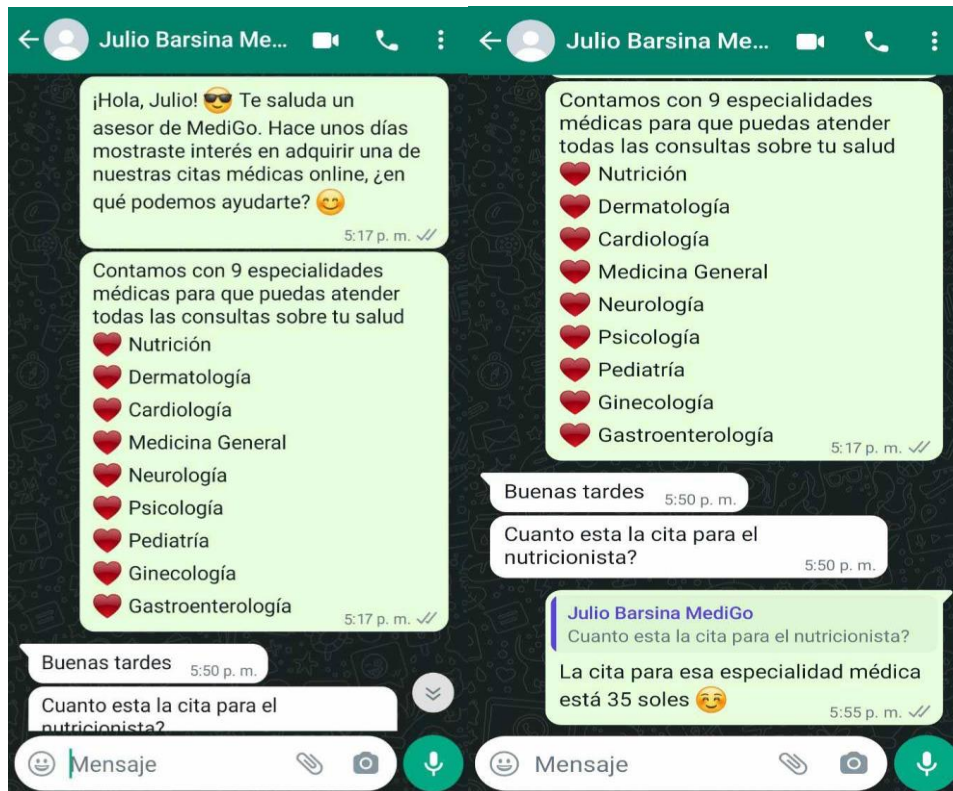 Julio Barsina Me...
¡Hola, Julio! 😎 Te saluda un
asesor de MediGo. Hace unos días
mostraste interés en adquirir una de
nuestras citas médicas online, ¿en
qué podemos ayudarte? 😊
5:17 p. m.
Contamos con 9 especialidades
médicas para que puedas atender
todas las consultas sobre tu salud
❤️ Nutrición
❤️ Dermatología
❤️ Cardiología
❤️ Medicina General
❤️ Neurología
❤️ Psicología
❤️ Pediatría
❤️ Ginecología
❤️ Gastroenterología
5:17 p. m.
Buenas tardes 5:50 p. m.
Cuanto esta la cita para el
nutricionista?
Mensaje
Julio Barsina Me...
Contamos con 9 especialidades
médicas para que puedas atender
todas las consultas sobre tu salud
❤️ Nutrición
❤️ Dermatología
❤️ Cardiología
❤️ Medicina General
❤️ Neurología
❤️ Psicología
❤️ Pediatría
❤️ Ginecología
❤️ Gastroenterología
5:17 p. m.
Buenas tardes 5:50 p. m.
Cuanto esta la cita para el
nutricionista?
5:50 p. m.
Julio Barsina MediGo
Cuanto esta la cita para el nutricionista?
La cita para esa especialidad médica
está 35 soles ☺️
5:55 p. m.
Mensaje